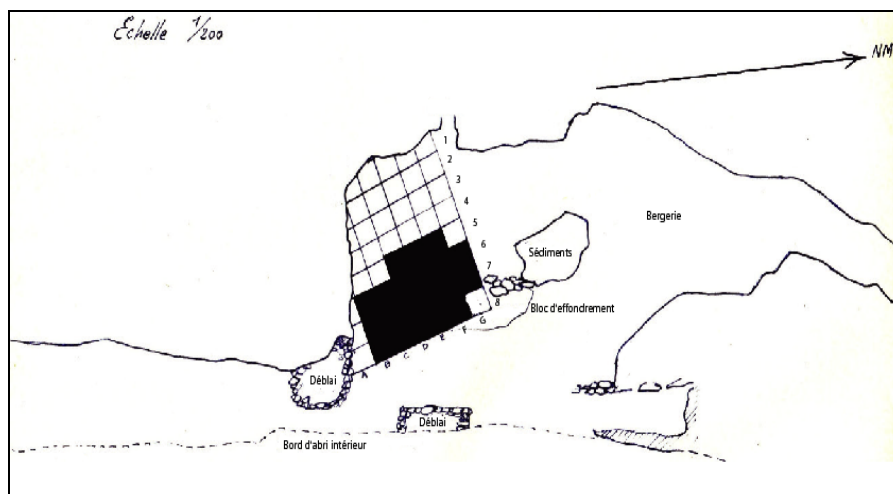 Echelle 1/200
NM
1
2
3
4
5
6
7
8
Bergerie
Sédiments
Bloc d'effondrement
A B C D E F G
Déblai
Déblai
Bord d'abri intérieur